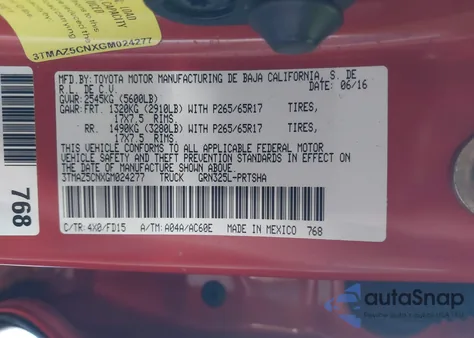 LOAD
CAPACITY
3TMAZ5CNXGM024277
MFD.BY:TOYOTA MOTOR MANUFACTURING DE BAJA CALIFORNIA, S. DE
R.L. DE C.V. DATE: 06/16
GVWR: 2545KG (5600LB)
GAWR:FRT. 1320KG (2910LB) WITH P265/65R17 TIRES,
17X7.5 RIMS
RR. 1490KG (3280LB) WITH P265/65R17 TIRES,
17X7.5 RIMS
THIS VEHICLE CONFORMS TO ALL APPLICABLE FEDERAL MOTOR
VEHICLE SAFETY AND THEFT PREVENTION STANDARDS IN EFFECT ON
THE DATE OF MANUFACTURE SHOWN ABOVE.
3TMAZ5CNXGM024277 TRUCK GRN325L-PRTSHA
C/TR:4X0/FD15 A/TM:A04A/AC60E MADE IN MEXICO 768
768
autoSnap